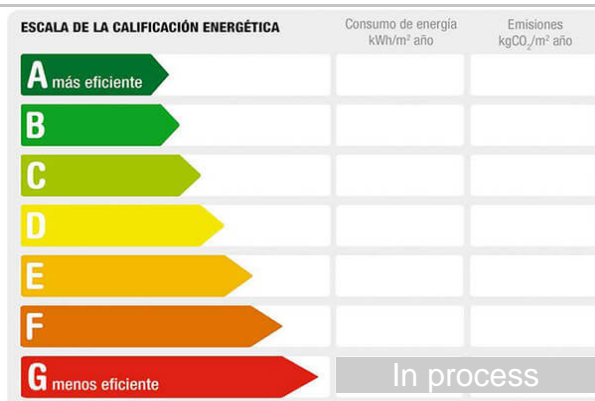 ESCALA DE LA CALIFICACIÓN ENERGÉTICA
Consumo de energía
kWh/m² año
Emisiones
kgCO₂/m² año
A más eficiente
B
C
D
E
F
G menos eficiente
In process